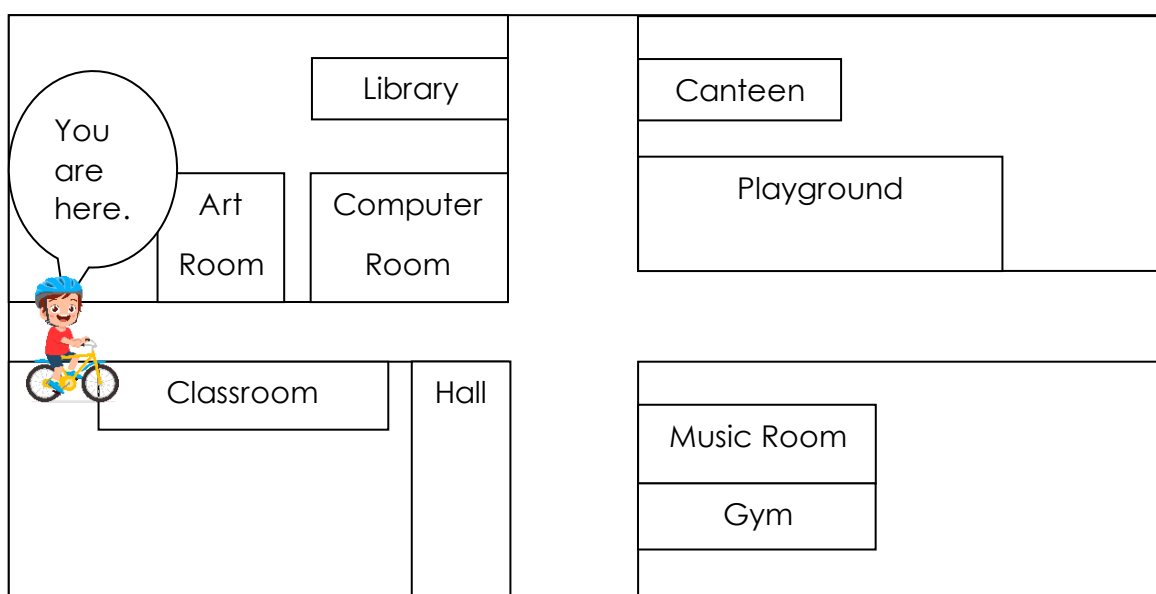 Library
Canteen
You
are
here.
Art
Room
Computer
Room
Playground
Classroom
Hall
Music Room
Gym